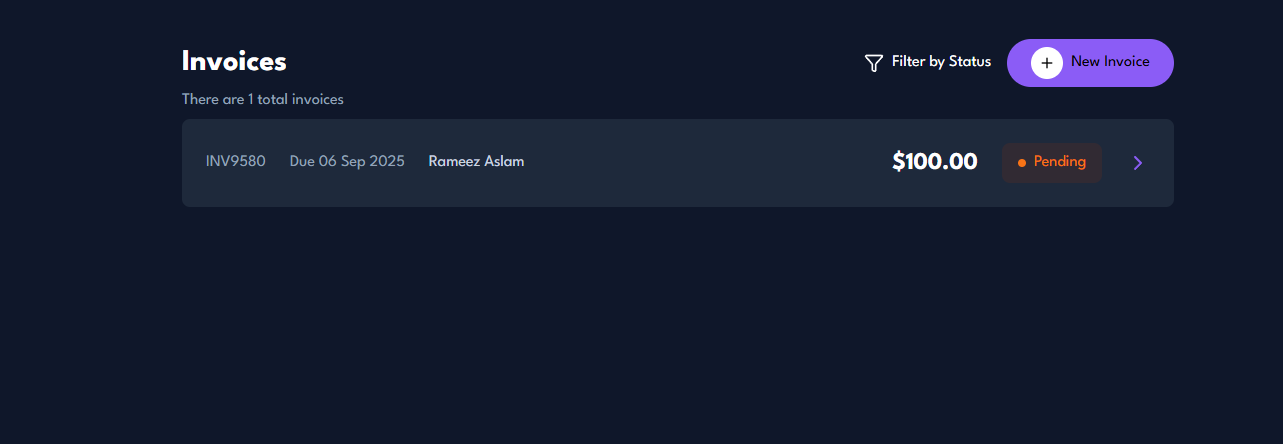 Invoices
Filter by Status
New Invoice
There are 1 total invoices
INV9580 Due 06 Sep 2025 Rameez Aslam $100.00 Pending